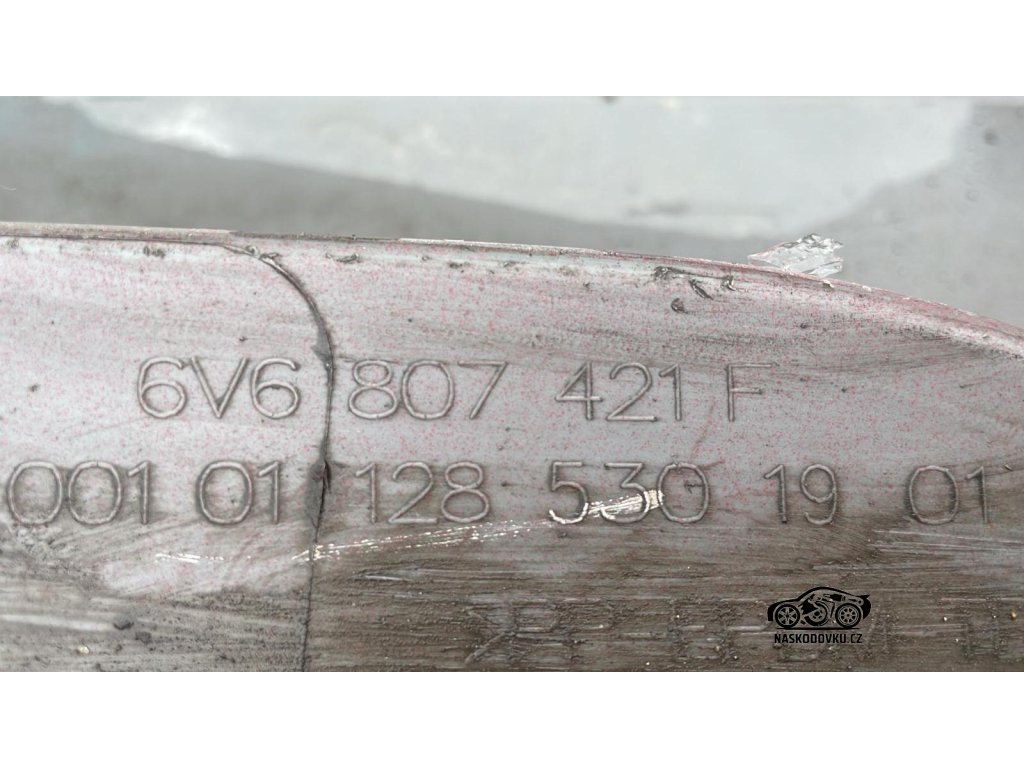 6V6 807 421 F
001 01 128 530 19 01
NASKODOVKU.CZ